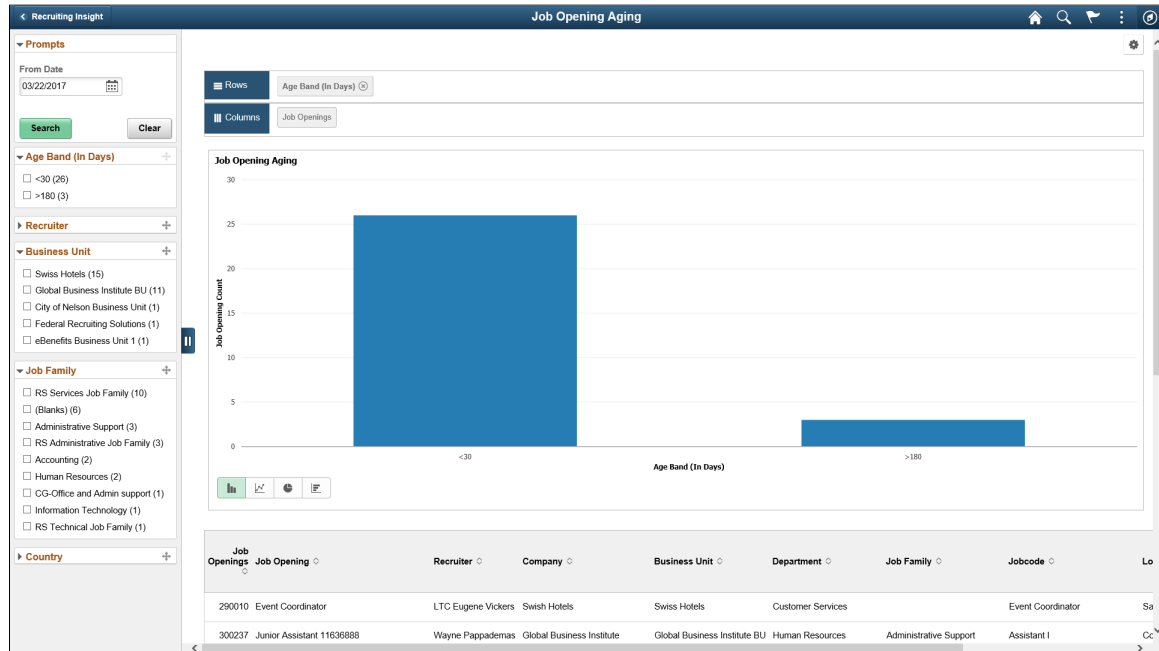 Recruiting Insight
Job Opening Aging
Prompts
From Date
03/22/2017
Search Clear
Age Band (In Days)
<30 (26)
>180 (3)
Recruiter
Business Unit
Swiss Hotels (15)
Global Business Institute BU (11)
City of Nelson Business Unit (1)
Federal Recruiting Solutions (1)
eBenefits Business Unit 1 (1)
Job Family
RS Services Job Family (10)
(Blanks) (6)
Administrative Support (3)
RS Administrative Job Family (3)
Accounting (2)
Human Resources (2)
CG-Office and Admin support (1)
Information Technology (1)
RS Technical Job Family (1)
Country
Rows Age Band (In Days)
Columns Job Openings
Job Opening Aging
30
25
20
15
10
5
0
Job Opening Count
<30 >180
Age Band (In Days)
Job Openings Job Opening Recruiter Company Business Unit Department Job Family Jobcode Lo
290010 Event Coordinator LTC Eugene Vickers Swish Hotels Swiss Hotels Customer Services Event Coordinator Sa
300237 Junior Assistant 11636888 Wayne Pappademas Global Business Institute Global Business Institute BU Human Resources Administrative Support Assistant I Cc